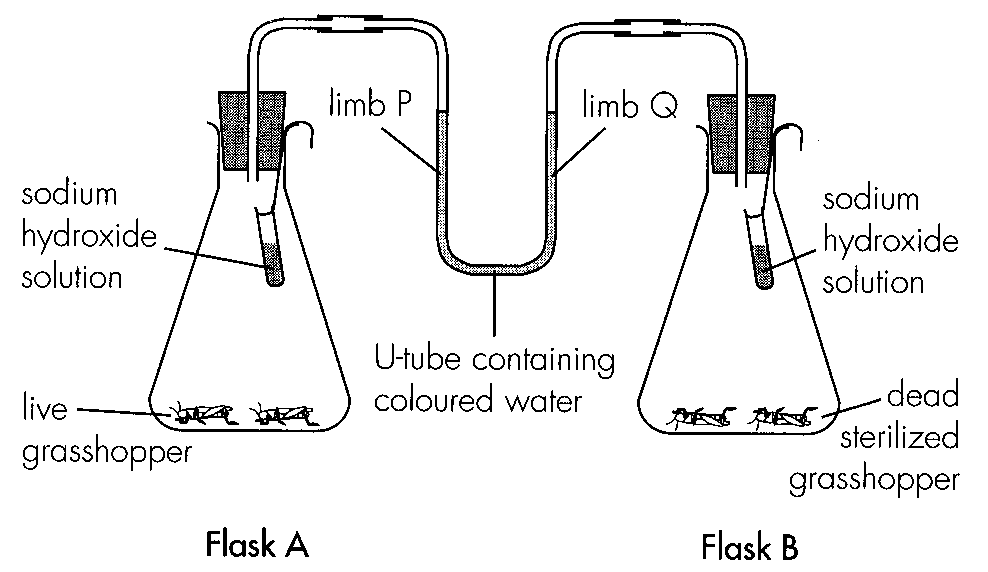 limb P
limb Q
sodium
hydroxide
solution
sodium
hydroxide
solution
U-tube containing
coloured water
live
grasshopper
dead
sterilized
grasshopper
Flask A
Flask B